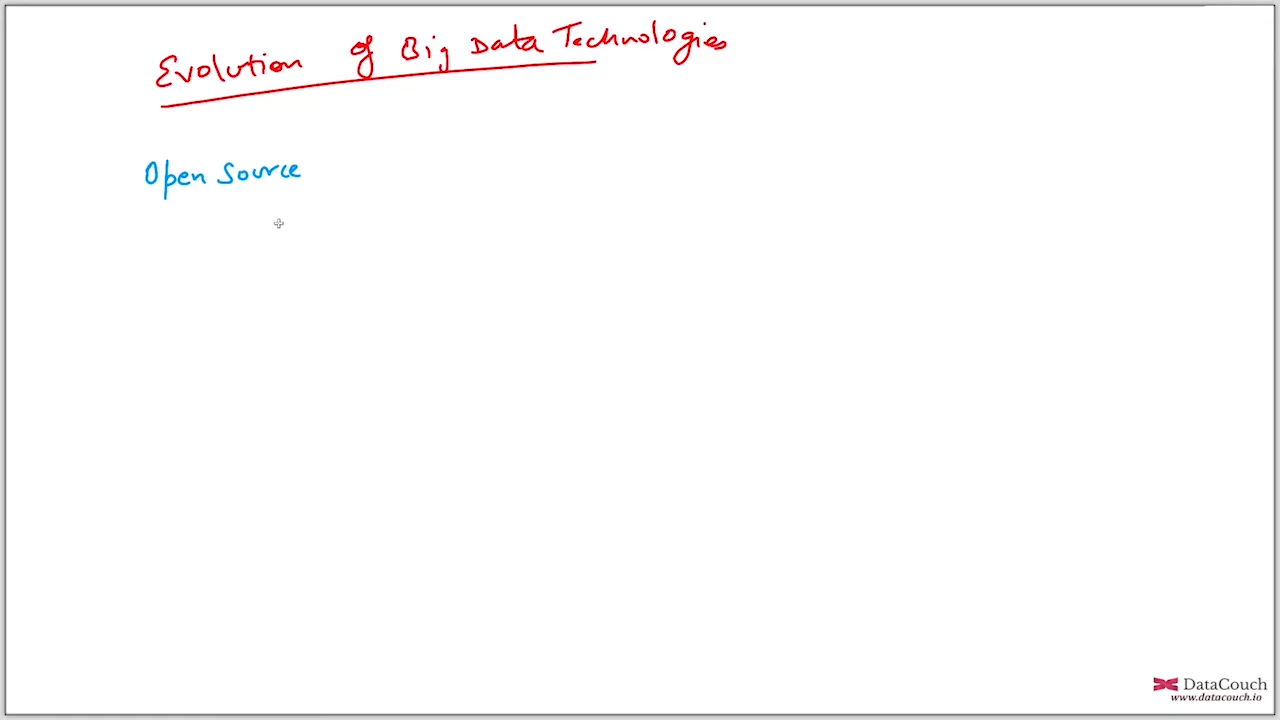 Evolution of Big Data Technologies
Open Source
DataCouch
www.datacouch.io